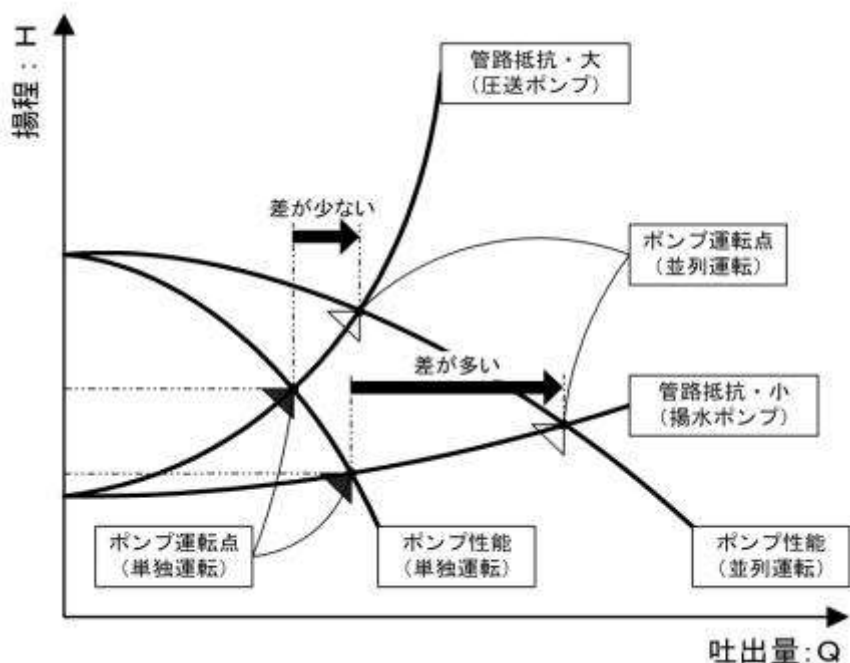 揚程：H
管路抵抗・大
（圧送ポンプ）
差が少ない
ポンプ運転点
（並列運転）
差が多い
管路抵抗・小
（揚水ポンプ）
ポンプ運転点
（単独運転）
ポンプ性能
（単独運転）
ポンプ性能
（並列運転）
吐出量：Q